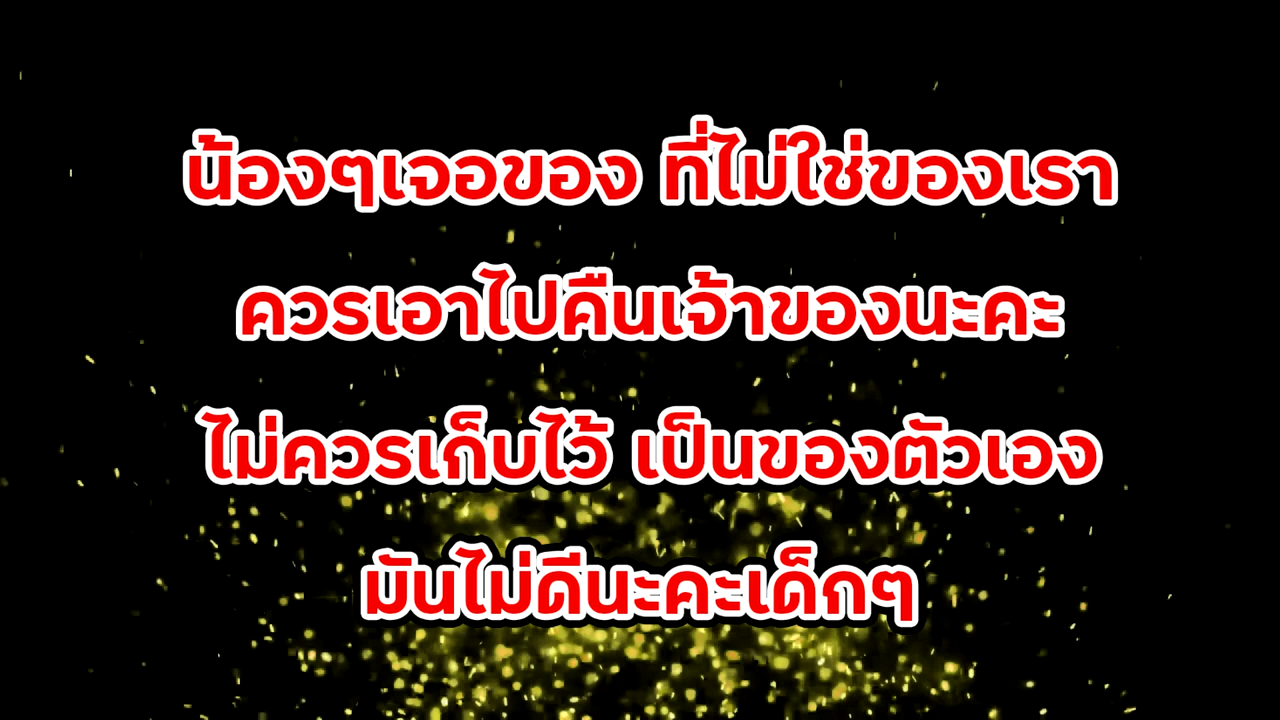 น้องๆเจอของ ที่ไม่ใช่ของเรา
ควรเอาไปคืนเจ้าของนะคะ
ไม่ควรเก็บไว้ เป็นของตัวเอง
มันไม่ดีนะคะเด็กๆ